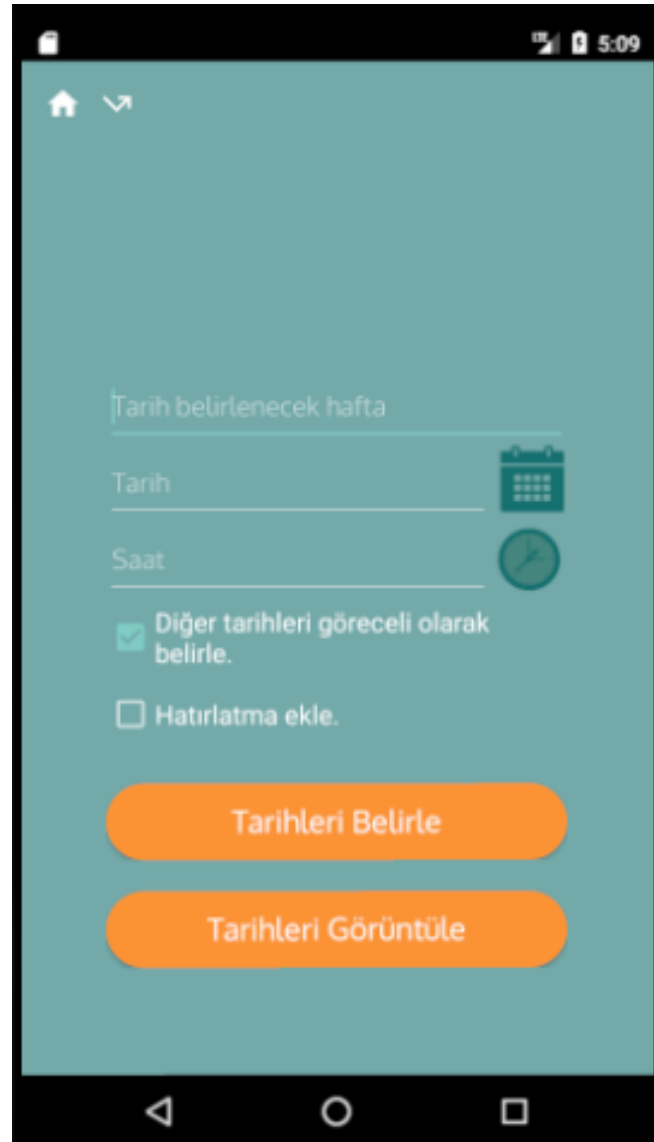 5:09
Tarih belirlenecek hafta
Tarih
Saat
Diğer tarihleri göreceli olarak
belirle.
Hatırlatma ekle.
Tarihleri Belirle
Tarihleri Görüntüle